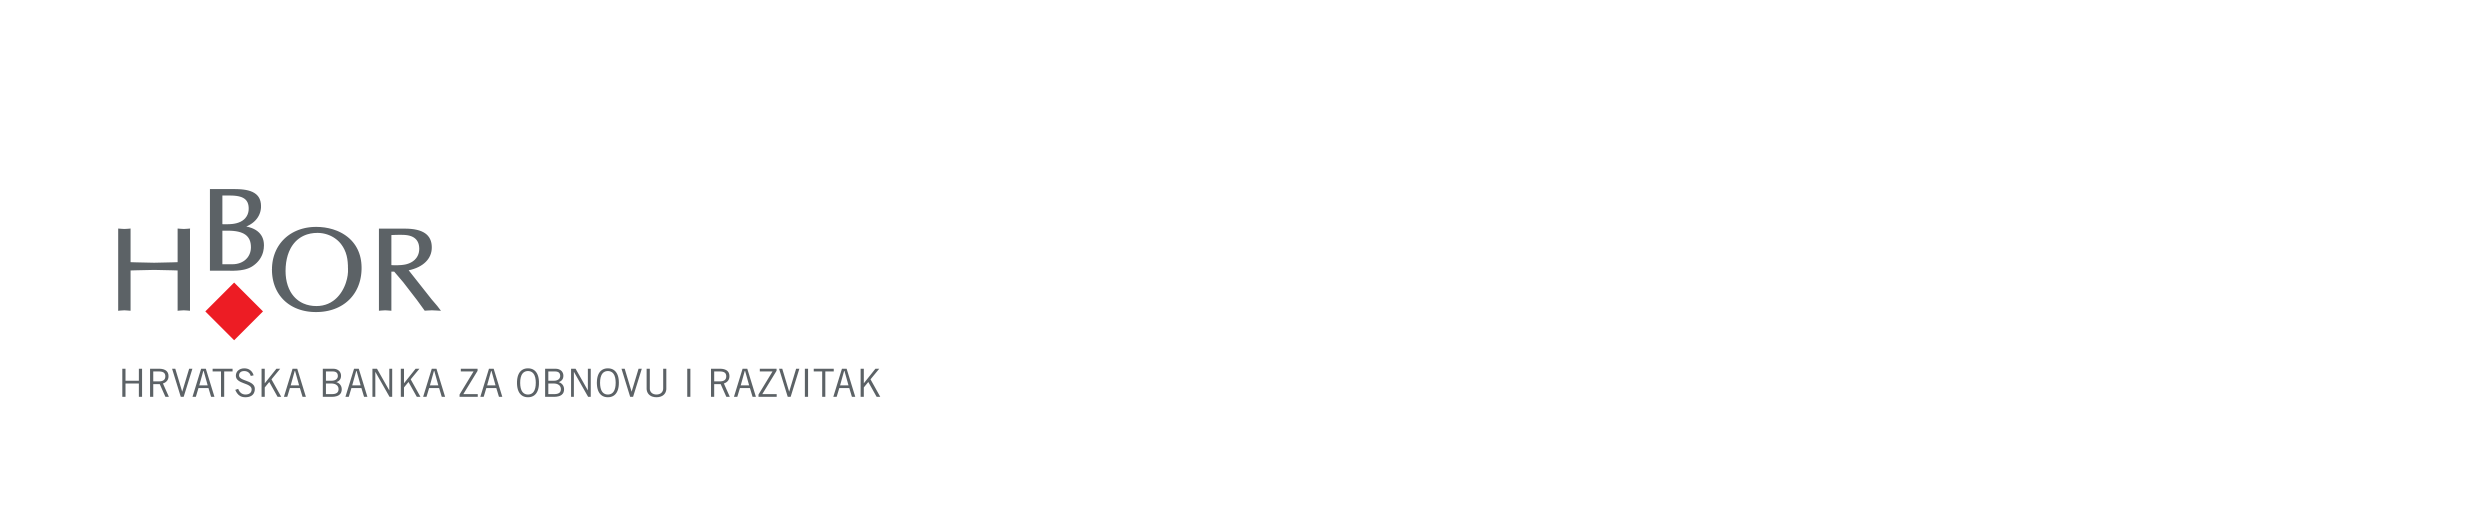 HBOR
HRVATSKA BANKA ZA OBNOVU I RAZVITAK